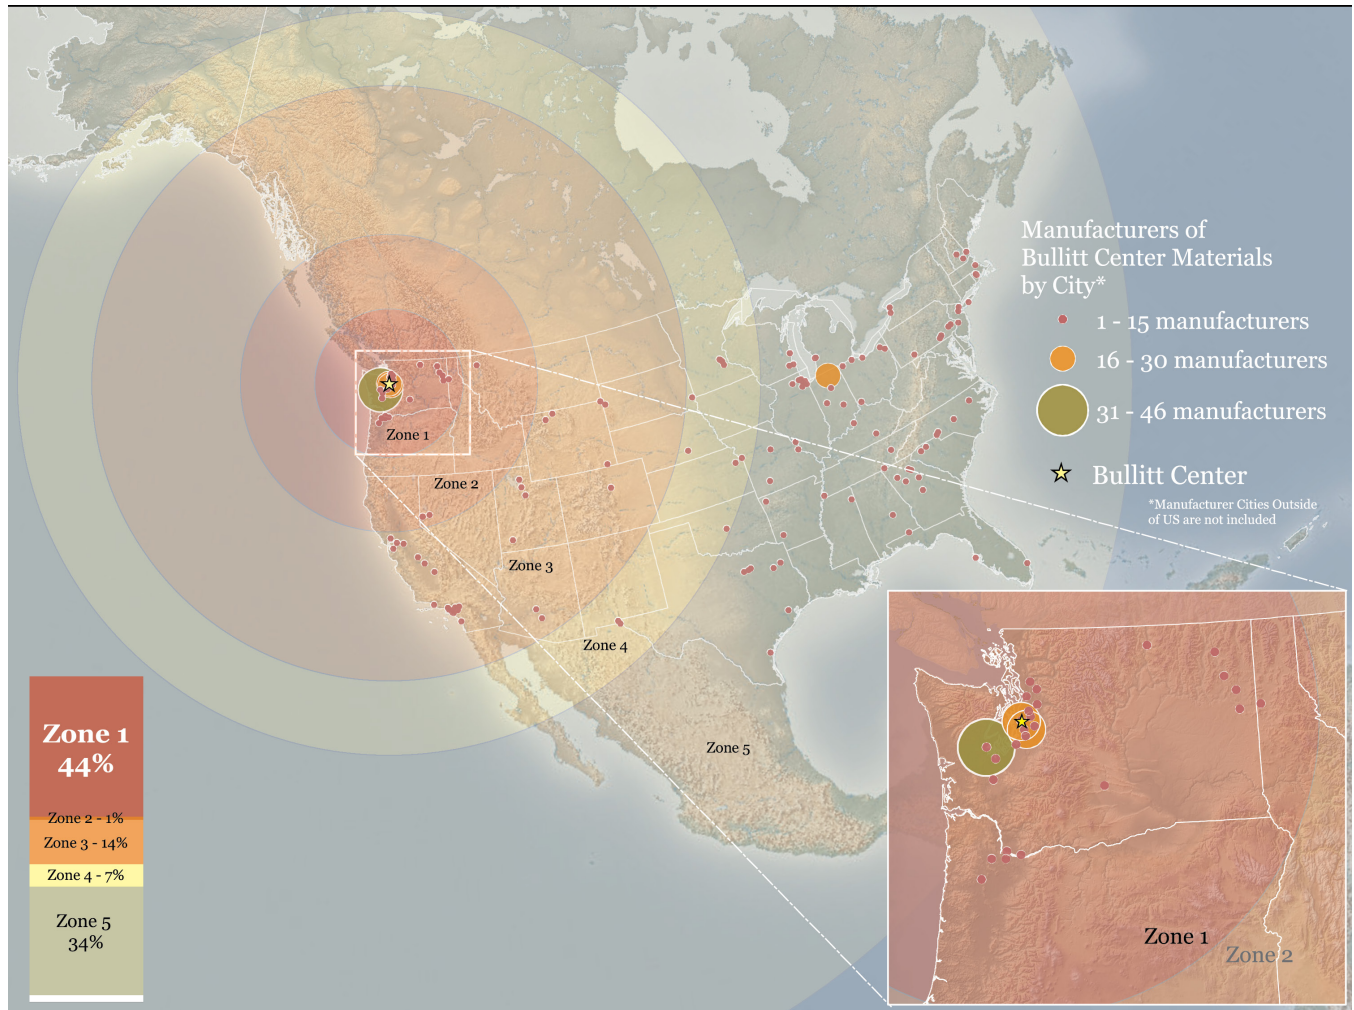 Manufacturers of
Bullitt Center Materials
by City*
1 - 15 manufacturers
16 - 30 manufacturers
31 - 46 manufacturers
Bullitt Center
*Manufacturer Cities Outside
of US are not included
Zone 1
Zone 2
Zone 3
Zone 4
Zone 5
Zone 1
44%
Zone 2 - 1%
Zone 3 - 14%
Zone 4 - 7%
Zone 5
34%
Zone 1
Zone 2